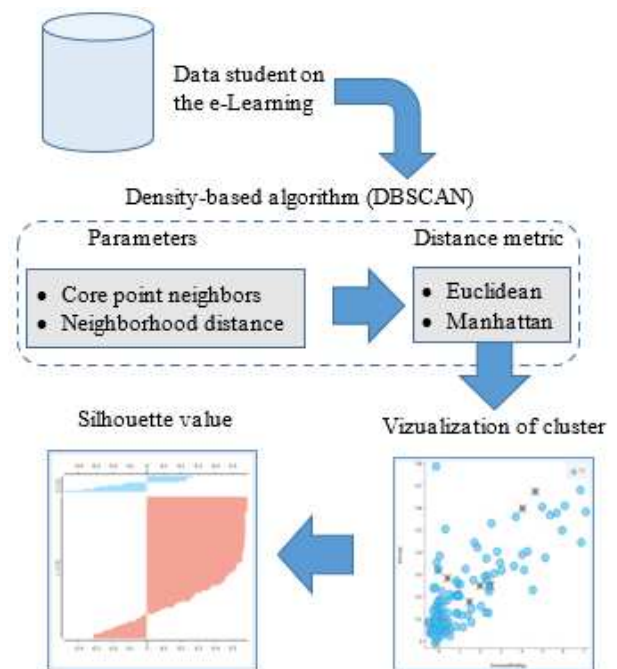 Data student on
the e-Learning
Density-based algorithm (DBSCAN)
Parameters
Distance metric
• Core point neighbors
• Neighborhood distance
• Euclidean
• Manhattan
Silhouette value
Vizualization of cluster